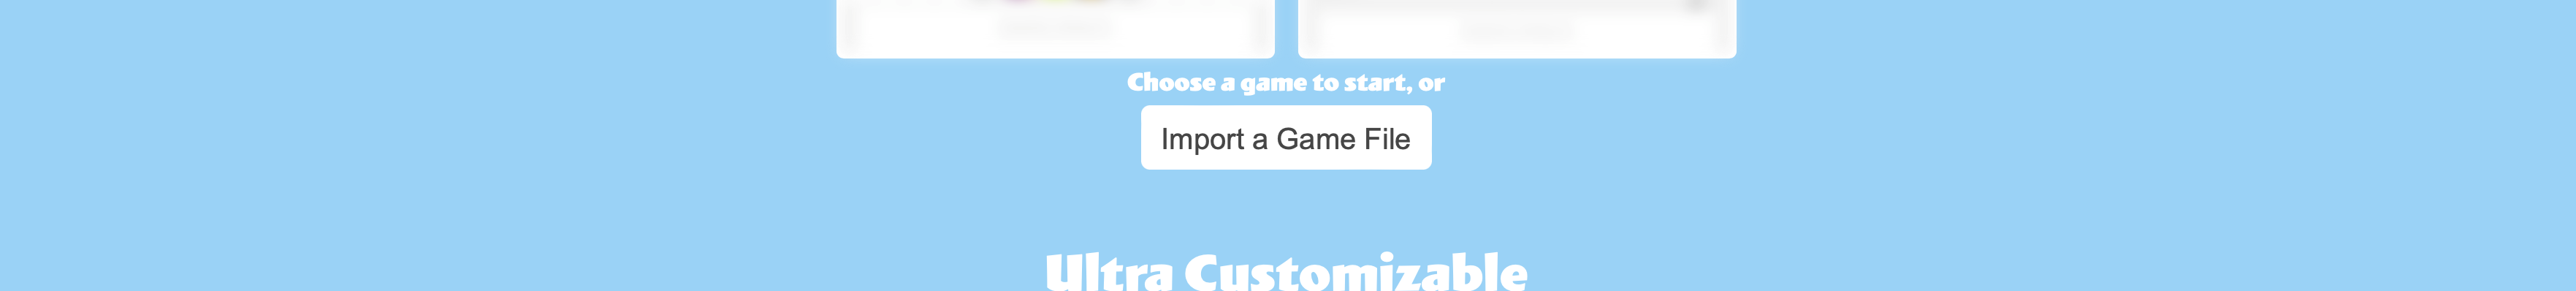 Choose a game to start, or
Import a Game File
Ultra Customizable